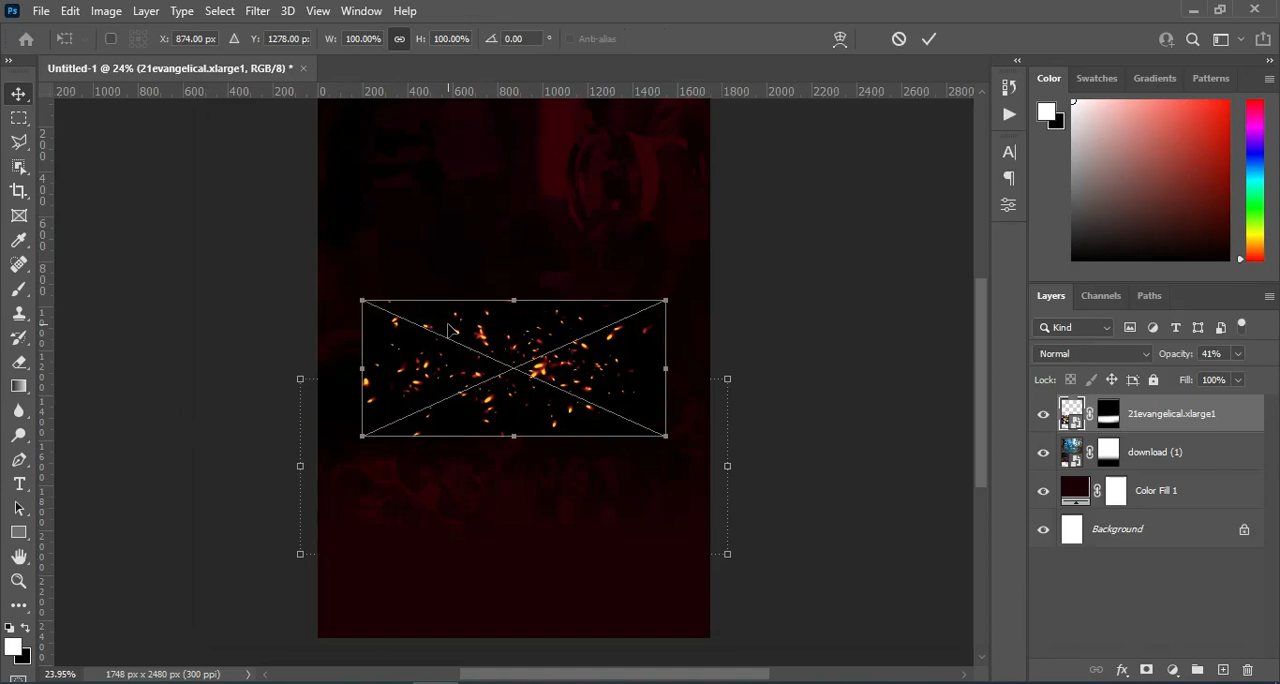 Ps File Edit Image Layer Type Select Filter 3D View Window Help
X: 874.00 px Y: 1278.00 px W: 100.00% H: 100.00% 0.00 ° Anti-alias
Untitled-1 @ 24% (21evangelical.xlarge1, RGB/8) * ×
200 1000 800 600 400 200 0 200 400 600 800 1000 1200 1400 1600 1800 2000 2200 2400 2600 2800
Color Swatches Gradients Patterns
Layers Channels Paths
Kind
Normal Opacity: 41%
Lock: Fill: 100%
21evangelical.xlarge1
download (1)
Color Fill 1
Background
23.95% 1748 px x 2480 px (300 ppi)